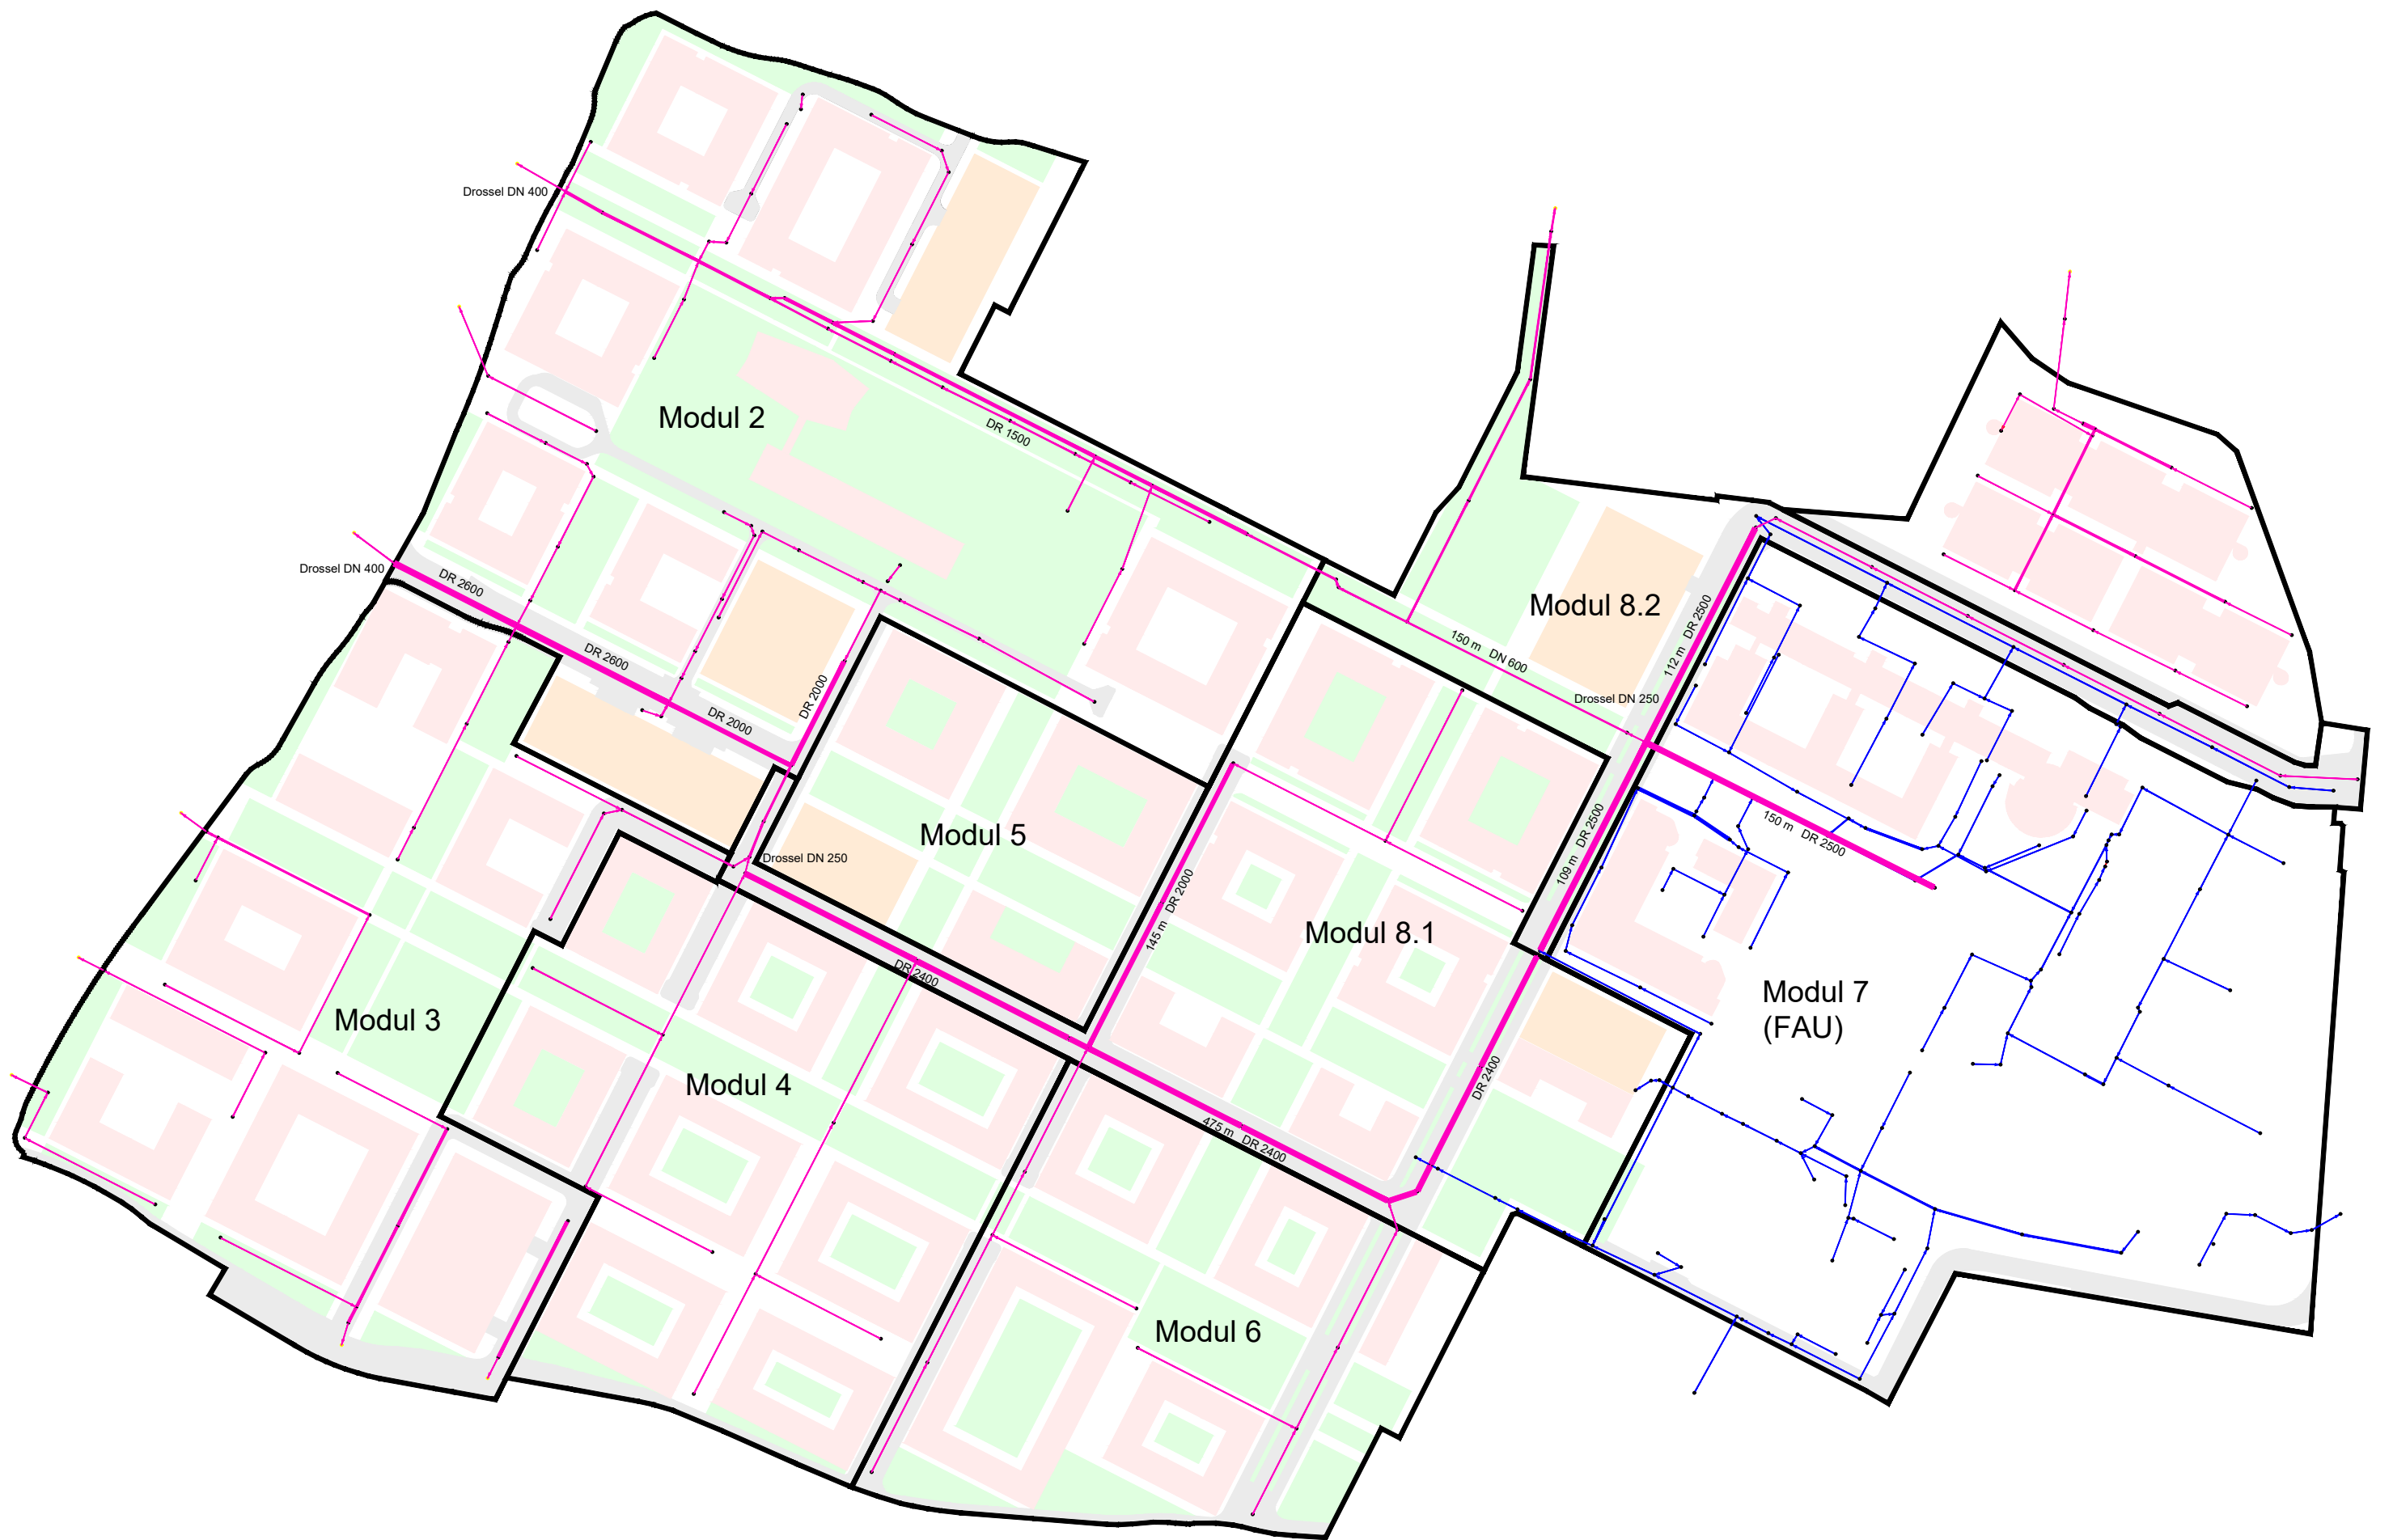 Drossel DN 400
Modul 2
DR 1500
Drossel DN 400
DR 2600
DR 2600
DR 2000
DR 2000
Modul 8.2
150 m   DN 600
112 m   DR 2500
Drossel DN 250
Drossel DN 250
Modul 5
150 m   DR 2500
109 m   DR 2500
145 m   DR 2000
Modul 8.1
DR 2400
Modul 3
Modul 7
(FAU)
Modul 4
DR 2400
475 m   DR 2400
Modul 6